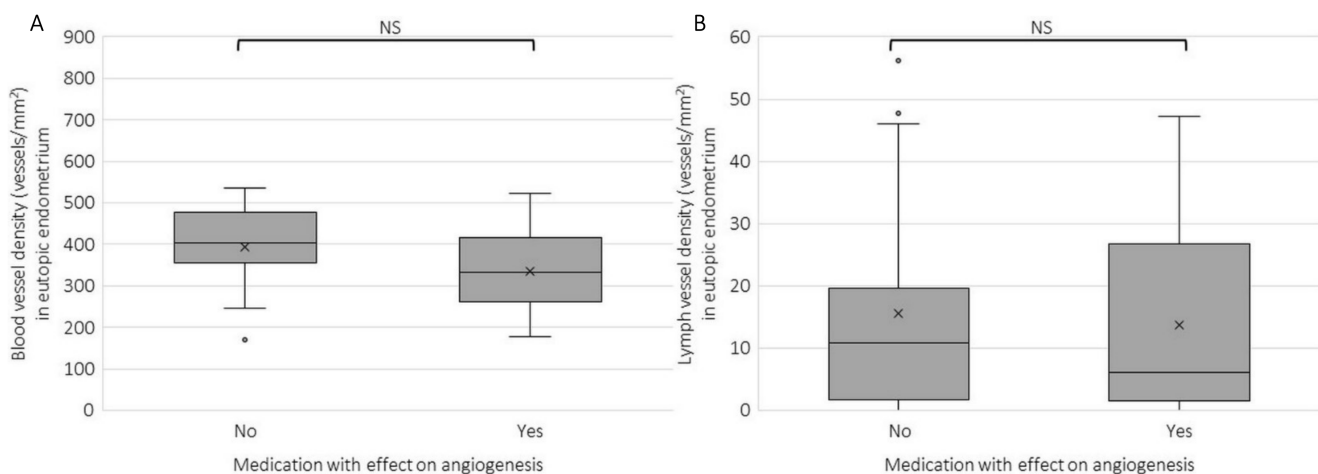 A
NS
900
800
700
600
500
400
300
200
100
0
Blood vessel density (vessels/mm²)
in eutopic endometrium
No
Yes
Medication with effect on angiogenesis
B
NS
60
50
40
30
20
10
0
Lymph vessel density (vessels/mm²)
in eutopic endometrium
No
Yes
Medication with effect on angiogenesis